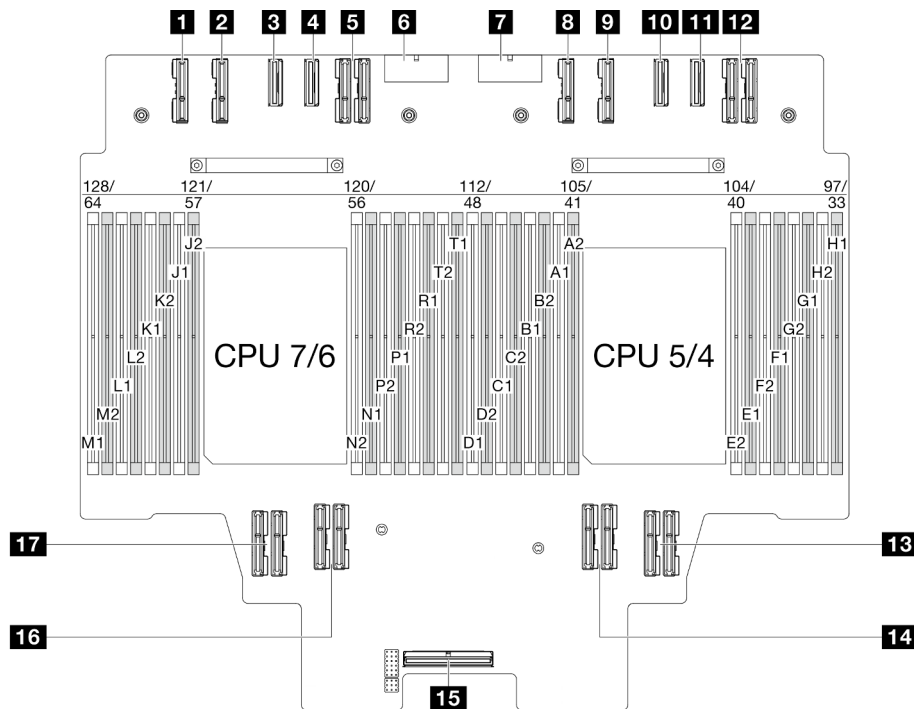 1 2 3 4 5 6 7 8 9 10 11 12
128/ 121/ 120/ 112/ 105/ 104/ 97/
64 57 56 48 41 40 33
J2 T1 A2 H1
J1 T2 A1 H2
K2 R1 B2 G1
K1 R2 B1 G2
L2 CPU 7/6 P1 C2 CPU 5/4 F1
L1 P2 C1 F2
M2 N1 D2 E1
M1 N2 D1 E2
17 13
16 14
15